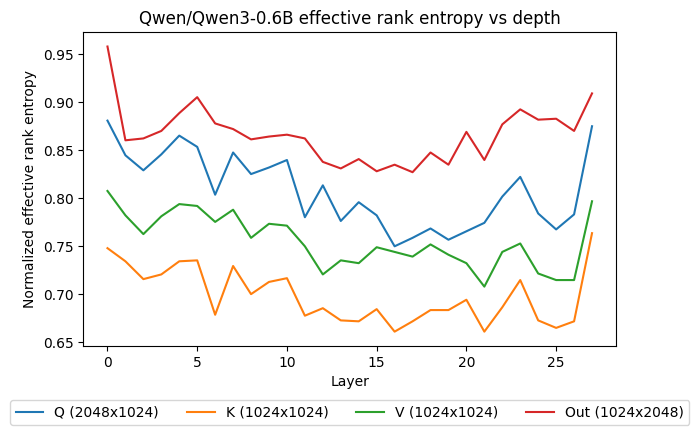 Qwen/Qwen3-0.6B effective rank entropy vs depth
Normalized effective rank entropy
0.95
0.90
0.85
0.80
0.75
0.70
0.65
0 5 10 15 20 25
Layer
Q (2048x1024) K (1024x1024) V (1024x1024) Out (1024x2048)